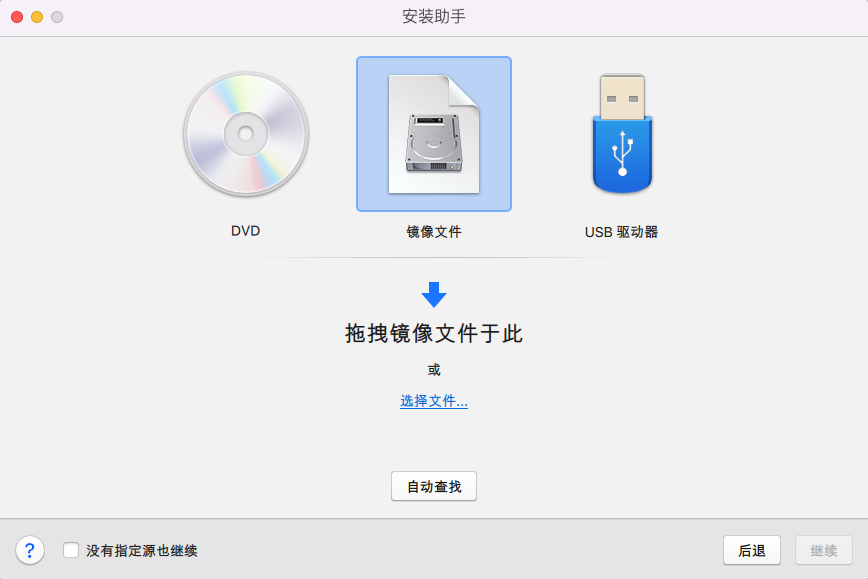 安装助手
DVD
镜像文件
USB 驱动器
拖拽镜像文件于此
或
选择文件...
自动查找
?
没有指定源也继续
后退
继续